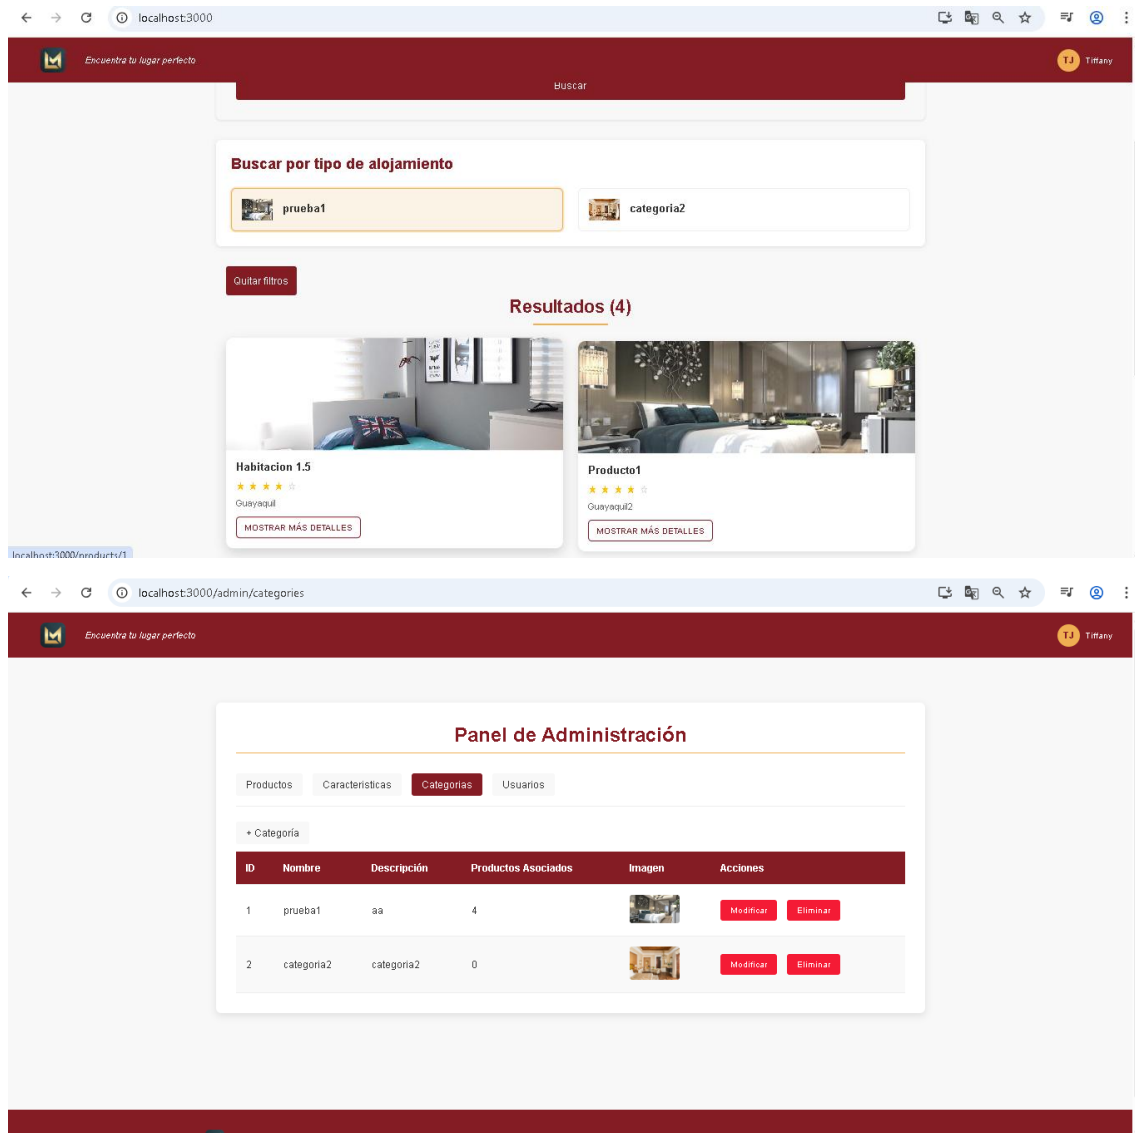 localhost:3000
Encuentra tu lugar perfecto
TJ Tiffany
Buscar
Buscar por tipo de alojamiento
prueba1 categoria2
Quitar filtros
Resultados (4)
Habitacion 1.5
Guayaquil
MOSTRAR MÁS DETALLES
Producto1
Guayaquil2
MOSTRAR MÁS DETALLES
localhost:3000/products/1
localhost:3000/admin/categories
Encuentra tu lugar perfecto
TJ Tiffany
Panel de Administración
Productos Caracteristicas Categorias Usuarios
+ Categoría
ID Nombre Descripción Productos Asociados Imagen Acciones
1 prueba1 aa 4 Modificar Eliminar
2 categoria2 categoria2 0 Modificar Eliminar